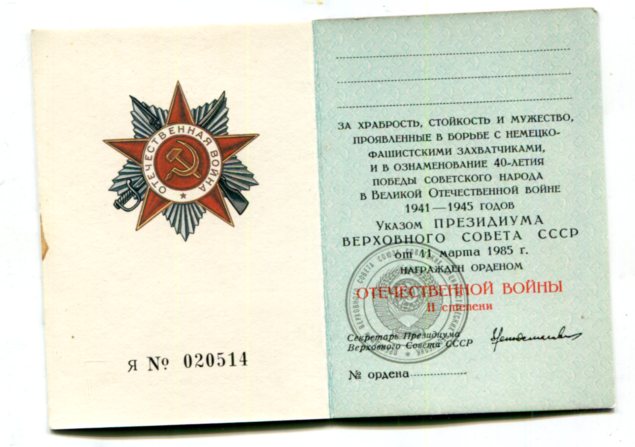 ОТЕЧЕСТВЕННАЯ ВОЙНА
Я № 020514
ЗА ХРАБРОСТЬ, СТОЙКОСТЬ И МУЖЕСТВО,
ПРОЯВЛЕННЫЕ В БОРЬБЕ С НЕМЕЦКО-
ФАШИСТСКИМИ ЗАХВАТЧИКАМИ,
И В ОЗНАМЕНОВАНИЕ 40-ЛЕТИЯ
ПОБЕДЫ СОВЕТСКОГО НАРОДА
В ВЕЛИКОЙ ОТЕЧЕСТВЕННОЙ ВОЙНЕ
1941—1945 ГОДОВ
УКАЗОМ ПРЕЗИДИУМА
ВЕРХОВНОГО СОВЕТА СССР
от 11 марта 1985 г.
НАГРАЖДЕН ОРДЕНОМ
ОТЕЧЕСТВЕННОЙ ВОЙНЫ
II степени
Секретарь Президиума
Верховного Совета СССР
№ ордена